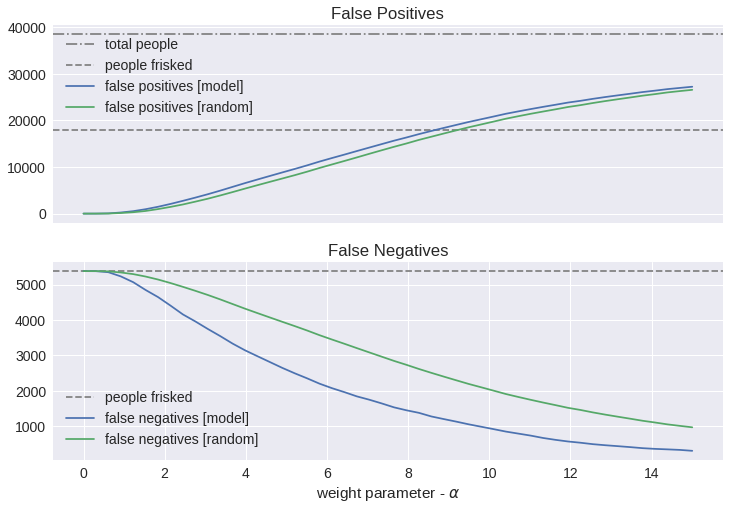 False Positives
40000
30000
20000
10000
0
total people
people frisked
false positives [model]
false positives [random]
False Negatives
5000
4000
3000
2000
1000
people frisked
false negatives [model]
false negatives [random]
0 2 4 6 8 10 12 14
weight parameter - α